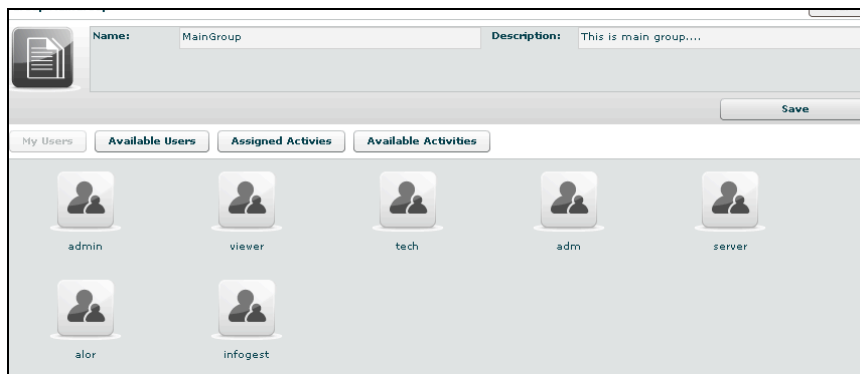 Name: MainGroup Description: This is main group....
Save
My Users Available Users Assigned Activies Available Activities
admin viewer tech adm server
alor infogest